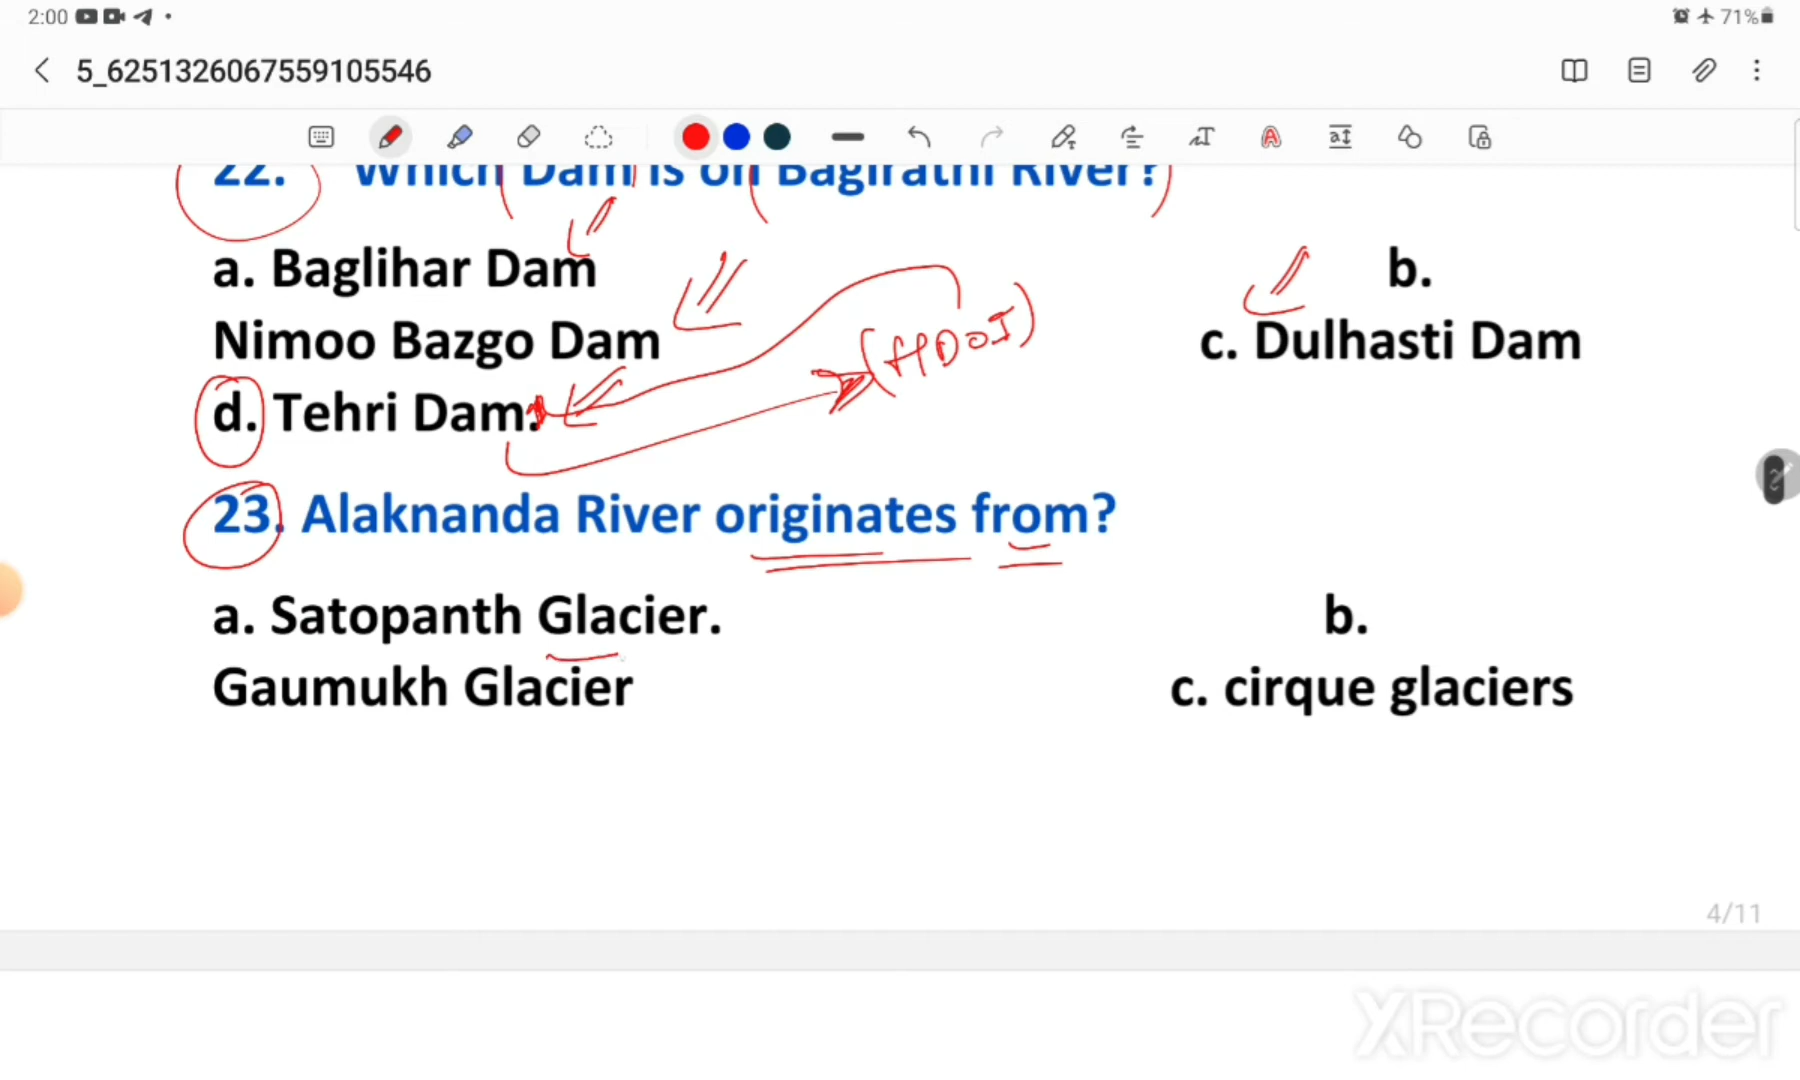 2:00
71%
5_6251326067559105546
22. Which Dam is on Bagirathi River?
a. Baglihar Dam b.
Nimoo Bazgo Dam c. Dulhasti Dam
d. Tehri Dam.
23. Alaknanda River originates from?
a. Satopanth Glacier. b.
Gaumukh Glacier c. cirque glaciers
4/11
XRecorder